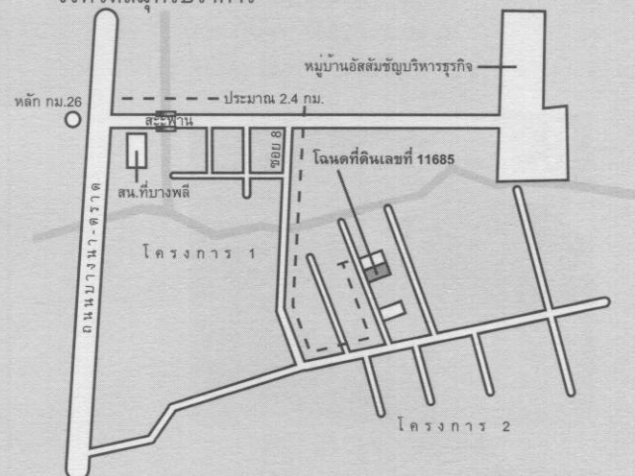 หมู่บ้านอัสสัมชัญบริหารธุรกิจ
หลัก กม.26
ประมาณ 2.4 กม.
สะพาน
ซอย 8
โฉนดที่ดินเลขที่ 11685
สน.ที่บางพลี
โครงการ 1
ถนนบางนา-ตราด
โครงการ 2